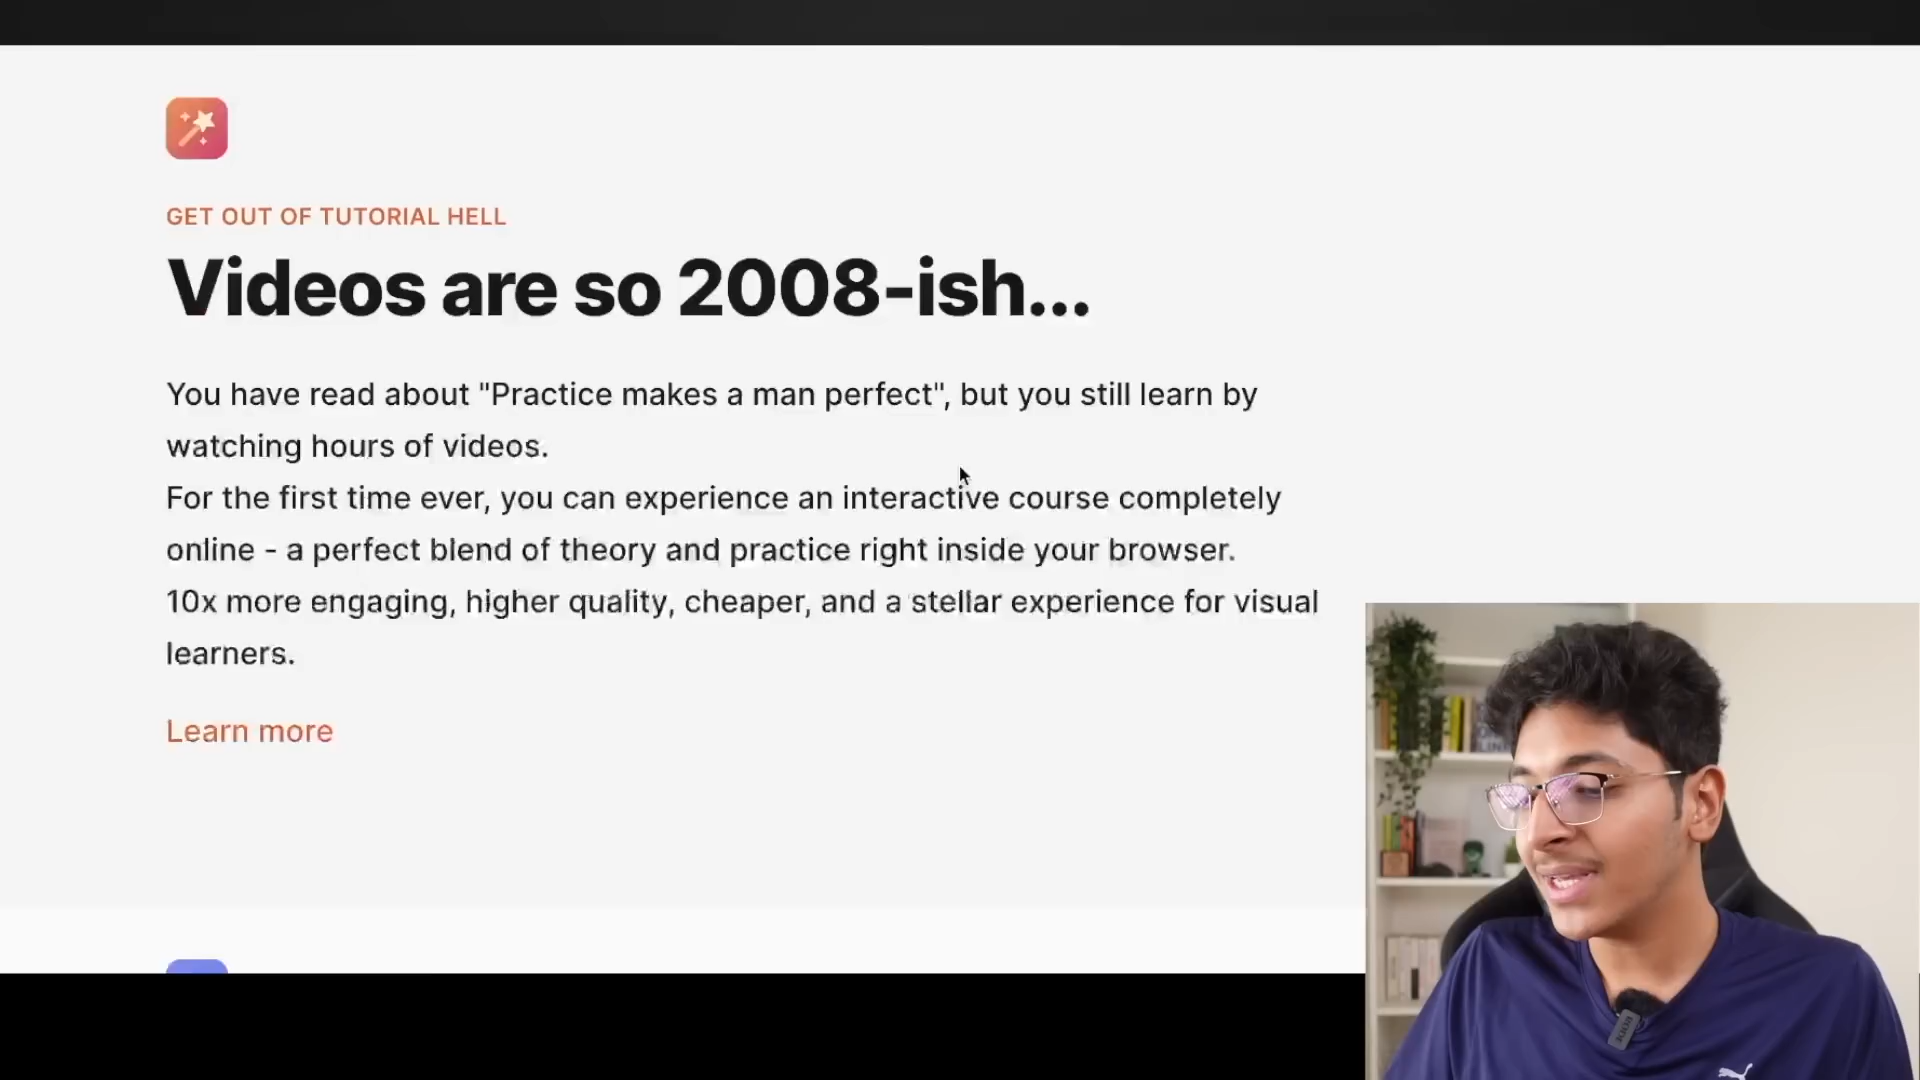 GET OUT OF TUTORIAL HELL
Videos are so 2008-ish...
You have read about "Practice makes a man perfect", but you still learn by
watching hours of videos.
For the first time ever, you can experience an interactive course completely
online - a perfect blend of theory and practice right inside your browser.
10x more engaging, higher quality, cheaper, and a stellar experience for visual
learners.
Learn more
RODE